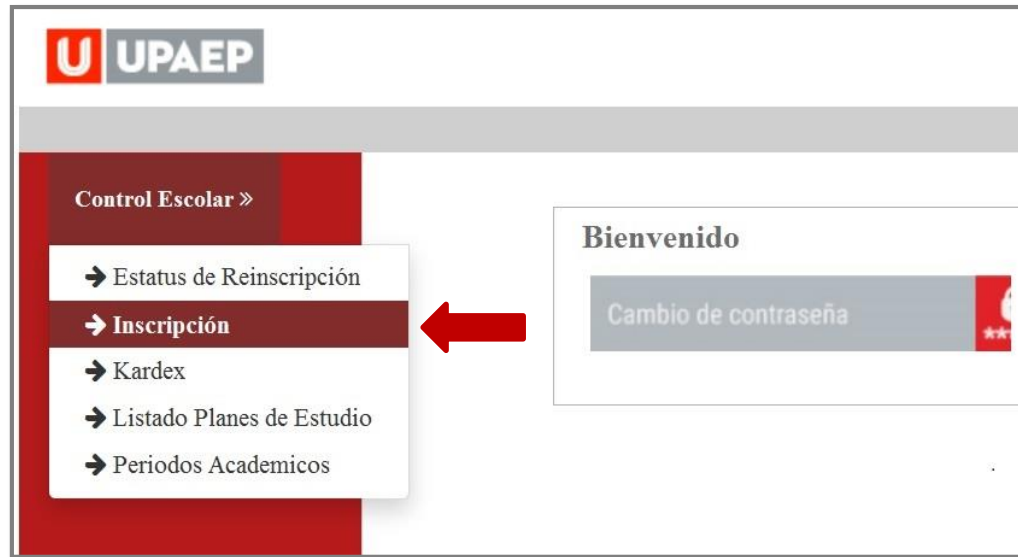 U UPAEP
Control Escolar »
Bienvenido
Estatus de Reinscripción
Cambio de contraseña
Inscripción
Kardex
Listado Planes de Estudio
Periodos Academicos